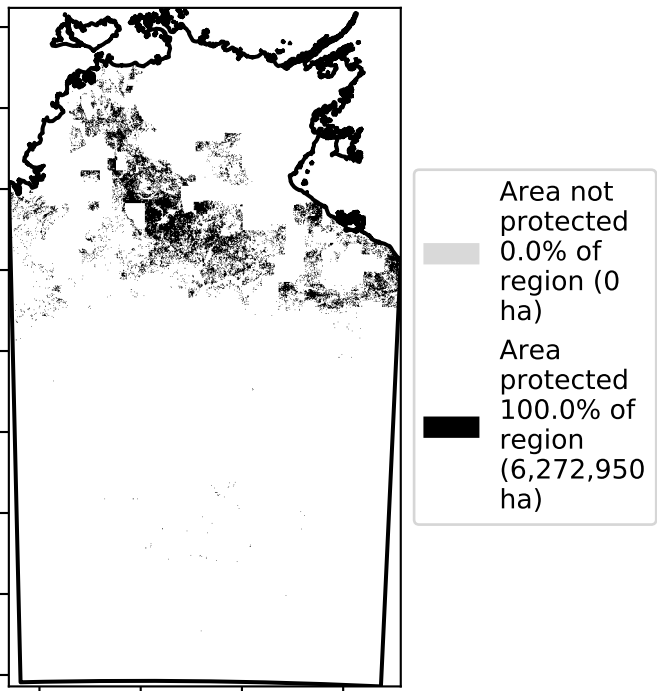 Area not
protected
0.0% of
region (0
ha)
Area
protected
100.0% of
region
(6,272,950
ha)